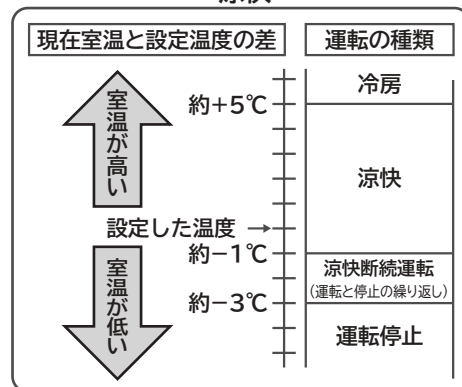 現在室温と設定温度の差
運転の種類
室温が高い
約+5℃
冷房
涼快
設定した温度 →
約−1℃
室温が低い
涼快断続運転
(運転と停止の繰り返し)
約−3℃
運転停止